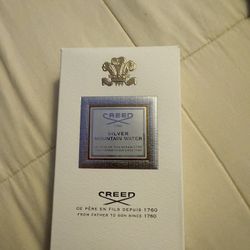 CREED
SILVER
MOUNTAIN WATER
CREED
DE PÈRE EN FILS DEPUIS 1760
FROM FATHER TO SON SINCE 1760